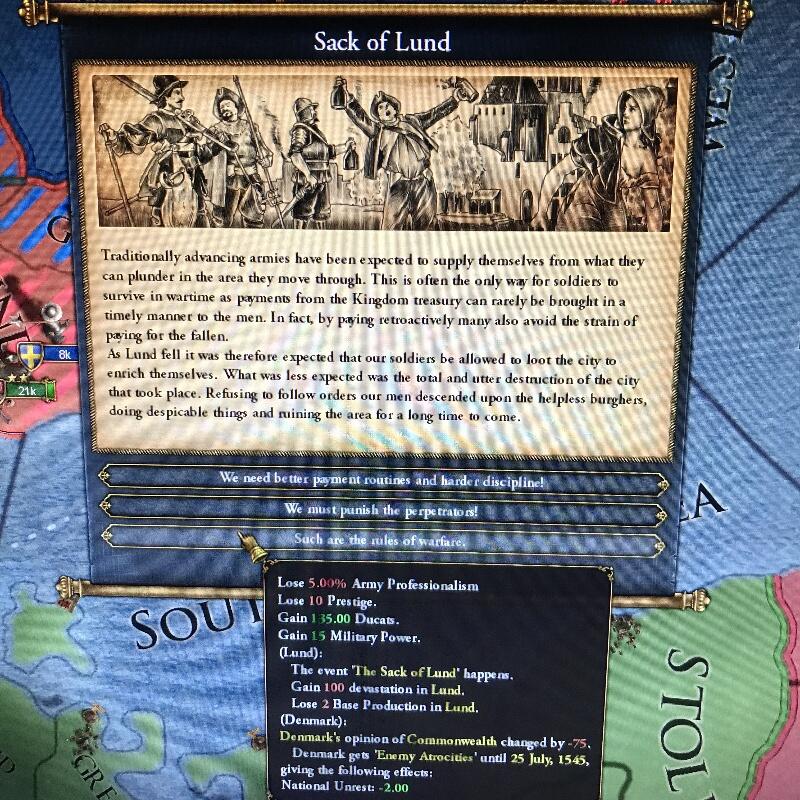 Sack of Lund
Traditionally advancing armies have been expected to supply themselves from what they
can plunder in the area they move through. This is often the only way for soldiers to
survive in wartime as payments from the Kingdom treasury can rarely be brought in a
timely manner to the men. In fact, by paying retroactively many also avoid the strain of
paying for the fallen.
As Lund fell it was therefore expected that our soldiers be allowed to loot the city to
enrich themselves. What was less expected was the total and utter destruction of the city
that took place. Refusing to follow orders our men descended upon the helpless burghers,
doing despicable things and ruining the area for a long time to come.
We need better payment routines and harder discipline!
We must punish the perpetrators!
Such are the rules of warfare.
Lose 5.00% Army Professionalism
Lose 10 Prestige.
Gain 135.00 Ducats.
Gain 15 Military Power.
(Lund):
The event 'The Sack of Lund' happens.
Gain 100 devastation in Lund.
Lose 2 Base Production in Lund.
(Denmark):
Denmark's opinion of Commonwealth changed by -75.
Denmark gets 'Enemy Atrocities' until 25 July, 1545,
giving the following effects:
National Unrest: -2.00
8k
21k
SOU
STOL
GRE